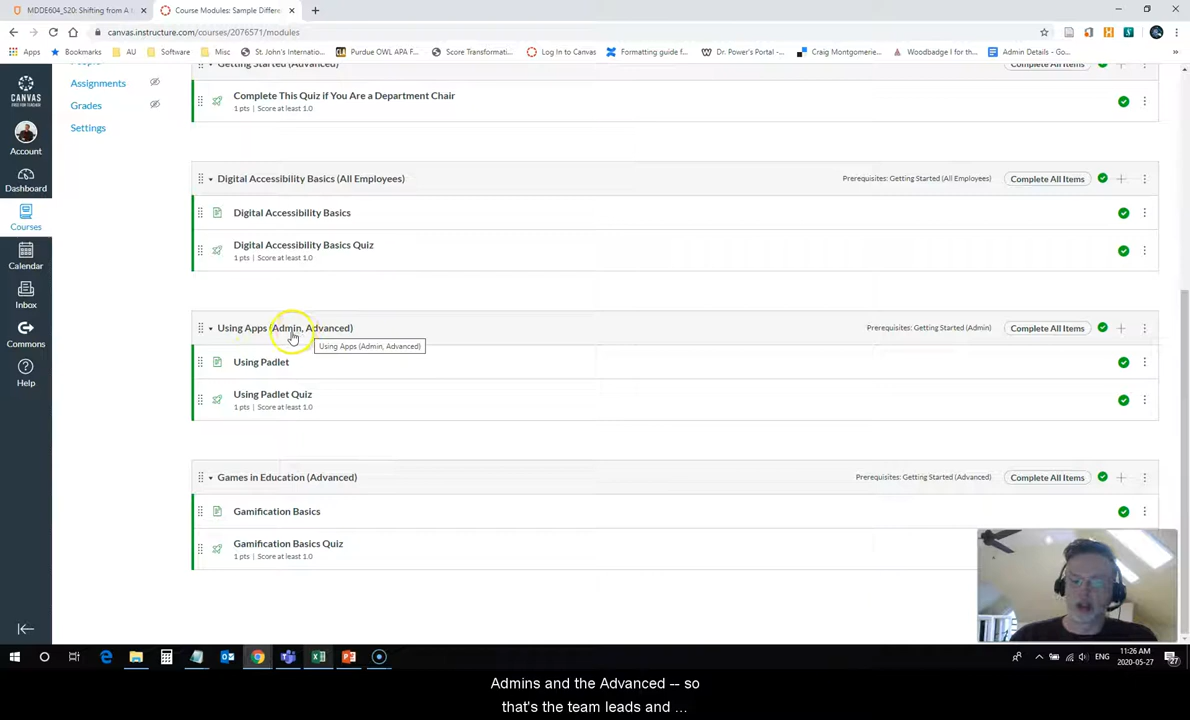 MDDE604_S20: Shifting from A I
Course Modules: Sample Differe
canvas.instructure.com/courses/2076571/modules
Apps
Bookmarks
AU
Software
Misc
St. John's Internatio...
Purdue OWL APA F...
Score Transformati...
Log In to Canvas
Formatting guide f...
Dr. Power's Portal -...
Craig Montgomerie...
Woodbadge I for th...
Admin Details - Go...
CANVAS
FREE FOR TEACHER
Account
Dashboard
Courses
Calendar
Inbox
Commons
Help
People
Assignments
Grades
Settings
Getting Started (Advanced)
Complete All Items
Complete This Quiz if You Are a Department Chair
1 pts | Score at least 1.0
Digital Accessibility Basics (All Employees)
Prerequisites: Getting Started (All Employees)
Complete All Items
Digital Accessibility Basics
Digital Accessibility Basics Quiz
1 pts | Score at least 1.0
Using Apps (Admin, Advanced)
Prerequisites: Getting Started (Admin)
Complete All Items
Using Apps (Admin, Advanced)
Using Padlet
Using Padlet Quiz
1 pts | Score at least 1.0
Games in Education (Advanced)
Prerequisites: Getting Started (Advanced)
Complete All Items
Gamification Basics
Gamification Basics Quiz
1 pts | Score at least 1.0
ENG
11:26 AM
2020-05-27
27
Admins and the Advanced -- so
that's the team leads and ...